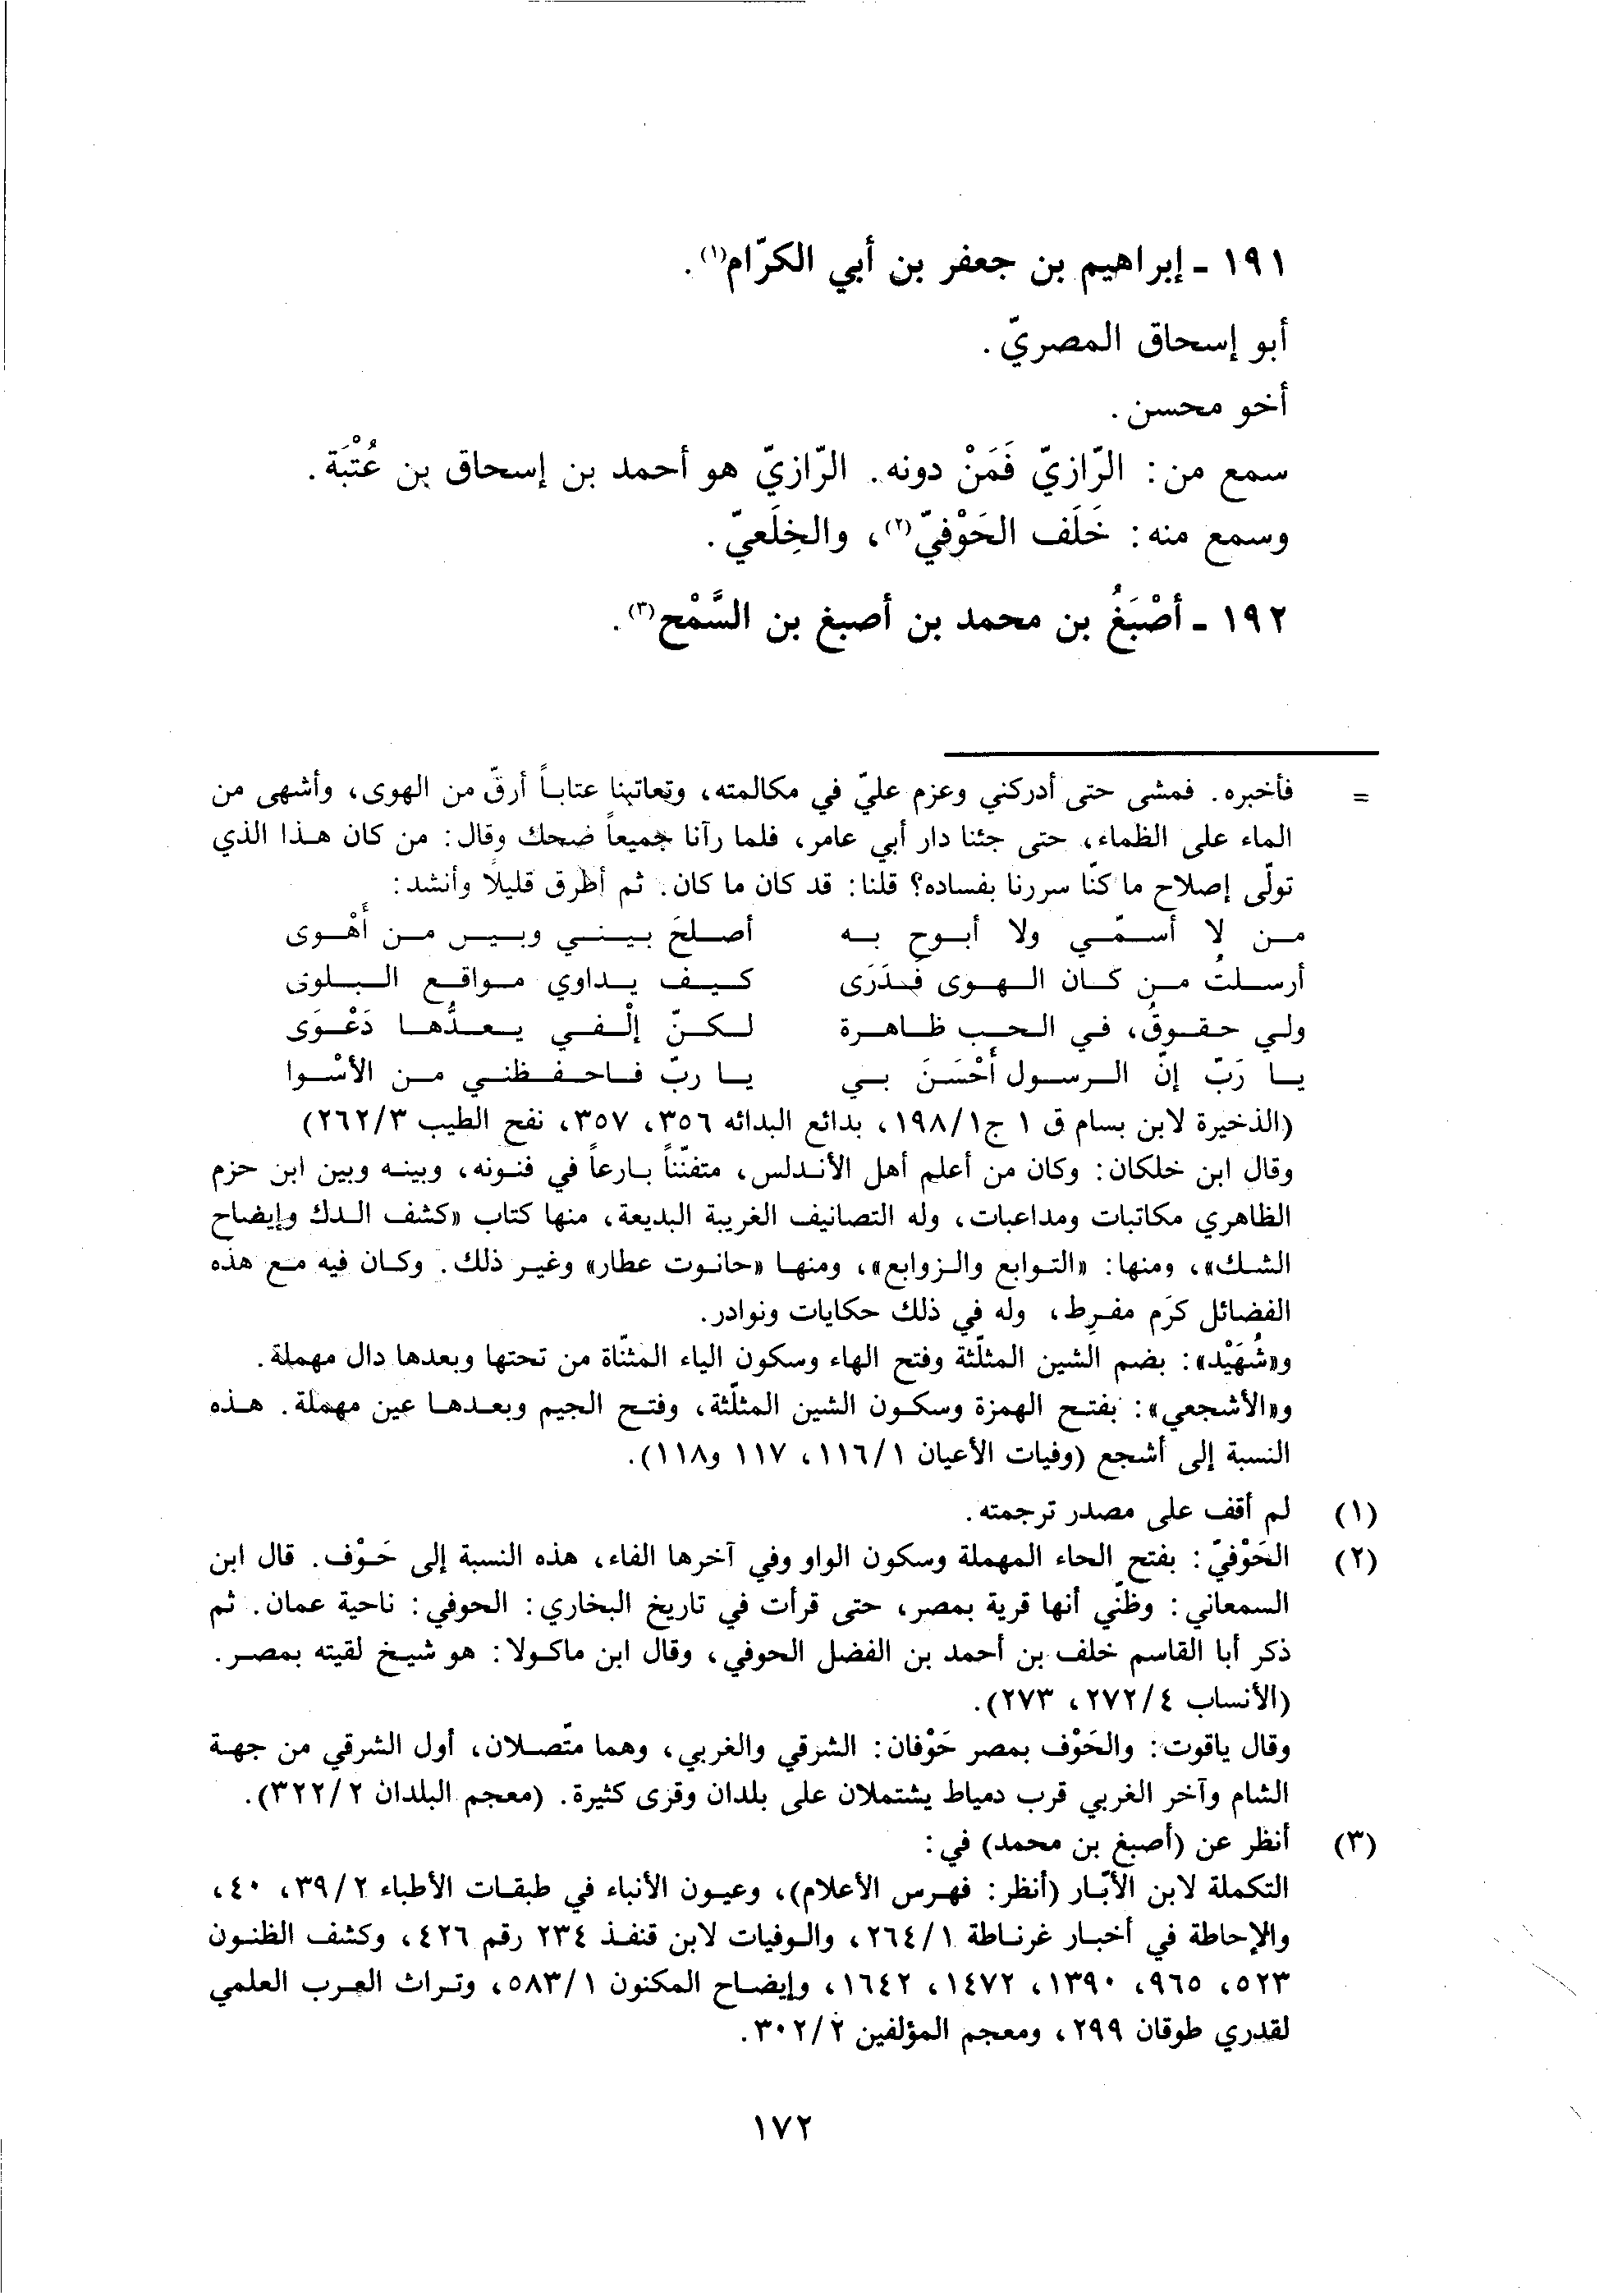 ١٩١ - إبراهيم بن جعفر بن أبي الكرّام(١).
أبو إسحاق المصريّ.
أخو محسن.
سمع من: الرّازيّ فَمَنْ دونه. الرّازيّ هو أحمد بن إسحاق بن عُتْبَة.
وسمع منه: خَلَف الحَوْفيّ(٢)، والخِلَعيّ.
١٩٢ - أصْبَغُ بن محمد بن أصبغ بن السَّمْح(٣).
= فأخبره. فمشى حتى أدركني وعزم عليّ في مكالمته، وتعاتبنا عتاباً أرقّ من الهوى، وأشهى من
الماء على الظماء، حتى جئنا دار أبي عامر، فلما رآنا جميعاً ضحك وقال: من كان هذا الذي
تولّى إصلاح ما كنّا سررنا بفساده؟ قلنا: قد كان ما كان. ثم أطرق قليلاً وأنشد:
من لا أسمّي ولا أبوح به أصلحَ بيني وبيس من أهْوى
أرسلتُ من كان الهوى فَدَرَى كيف يداوي مواقع البلوى
ولي حقوقٌ، في الحب ظاهرة لكنّ إلْفي يعدُّها دَعْوَى
يا رَبّ إنّ الرسول أحْسَنَ بي يا ربّ فاحفظني من الأسْوا
(الذخيرة لابن بسام ق ١ ج١/١٩٨، بدائع البدائه ٣٥٦، ٣٥٧، نفح الطيب ٣/٢٦٢)
وقال ابن خلكان: وكان من أعلم أهل الأندلس، متفنّناً بارعاً في فنونه، وبينه وبين ابن حزم
الظاهري مكاتبات ومداعبات، وله التصانيف الغريبة البديعة، منها كتاب «كشف الدك وإيضاح
الشك»، ومنها: «التوابع والزوابع»، ومنها «حانوت عطار» وغير ذلك. وكان فيه مع هذه
الفضائل كرَم مفرِط، وله في ذلك حكايات ونوادر.
و«شُهَيْد»: بضم الشين المثلّثة وفتح الهاء وسكون الياء المثنّاة من تحتها وبعدها دال مهملة.
و«الأشجعي»: بفتح الهمزة وسكون الشين المثلّثة، وفتح الجيم وبعدها عين مهملة. هذه
النسبة إلى أشجع (وفيات الأعيان ١/١١٦، ١١٧ و١١٨).
(١) لم أقف على مصدر ترجمته.
(٢) الحَوْفيّ: بفتح الحاء المهملة وسكون الواو وفي آخرها الفاء، هذه النسبة إلى حَوْف. قال ابن
السمعاني: وظنّي أنها قرية بمصر، حتى قرأت في تاريخ البخاري: الحوفي: ناحية عمان. ثم
ذكر أبا القاسم خلف بن أحمد بن الفضل الحوفي، وقال ابن ماكولا: هو شيخ لقيته بمصر.
(الأنساب ٤/٢٧٢، ٢٧٣).
وقال ياقوت: والحَوْف بمصر حَوْفان: الشرقي والغربي، وهما متّصلان، أول الشرقي من جهة
الشام وآخر الغربي قرب دمياط يشتملان على بلدان وقرى كثيرة. (معجم البلدان ٢/٣٢٢).
(٣) أنظر عن (أصبغ بن محمد) في:
التكملة لابن الأبّار (أنظر: فهرس الأعلام)، وعيون الأنباء في طبقات الأطباء ٢/٣٩، ٤٠،
والإحاطة في أخبار غرناطة ١/٢٦٤، والوفيات لابن قنفذ ٢٣٤ رقم ٤٢٦، وكشف الظنون
٥٢٣، ٩٦٥، ١٣٩٠، ١٤٧٢، ١٦٤٢، وإيضاح المكنون ١/٥٨٣، وتراث العرب العلمي
لقدري طوقان ٢٩٩، ومعجم المؤلفين ٢/٣٠٢.
١٧٢